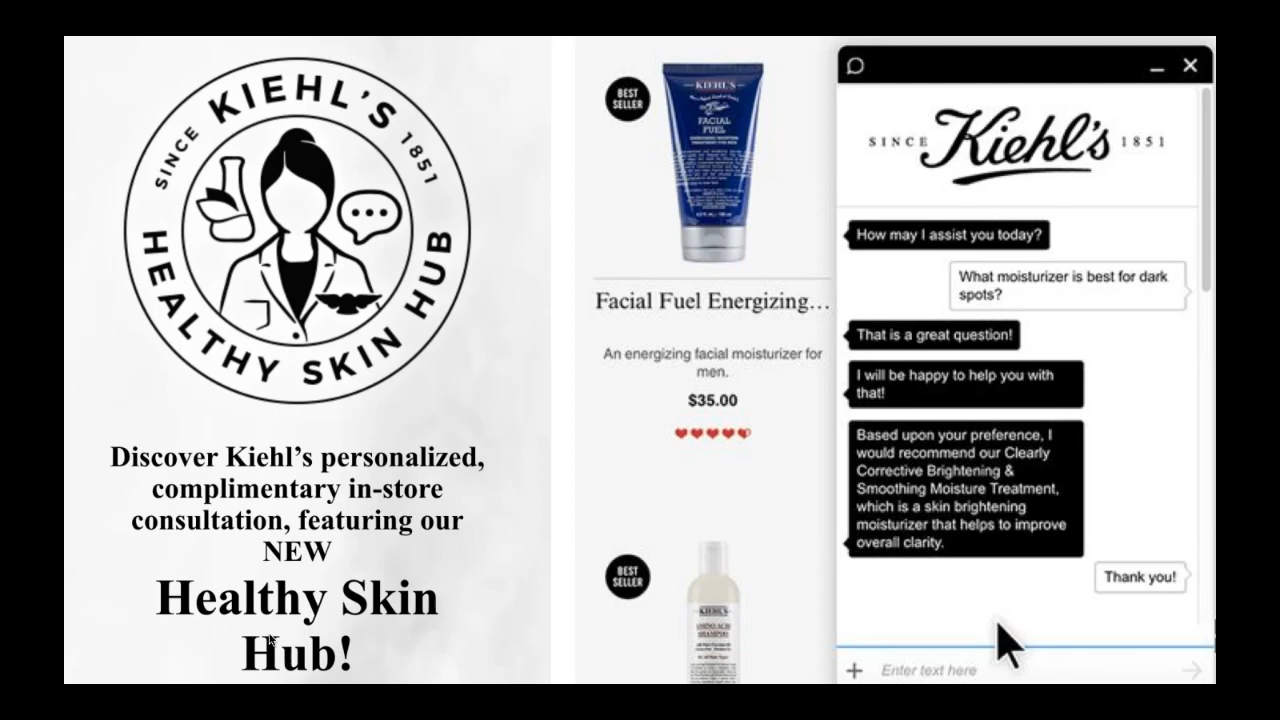 SINCE KIEHL'S 1851
HEALTHY SKIN HUB
Discover Kiehl’s personalized,
complimentary in-store
consultation, featuring our
NEW
Healthy Skin
Hub!
BEST
SELLER
KIEHL'S
FACIAL
FUEL
Facial Fuel Energizing…
An energizing facial moisturizer for
men.
$35.00
BEST
SELLER
KIEHL'S
AMINO ACID
SHAMPOO
SINCE Kiehl's 1851
How may I assist you today?
What moisturizer is best for dark
spots?
That is a great question!
I will be happy to help you with
that!
Based upon your preference, I
would recommend our Clearly
Corrective Brightening &
Smoothing Moisture Treatment,
which is a skin brightening
moisturizer that helps to improve
overall clarity.
Thank you!
Enter text here